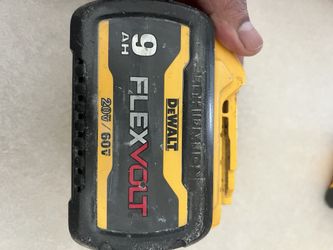 9
AH
DEWALT
FLEXVOLT
20V / 60V